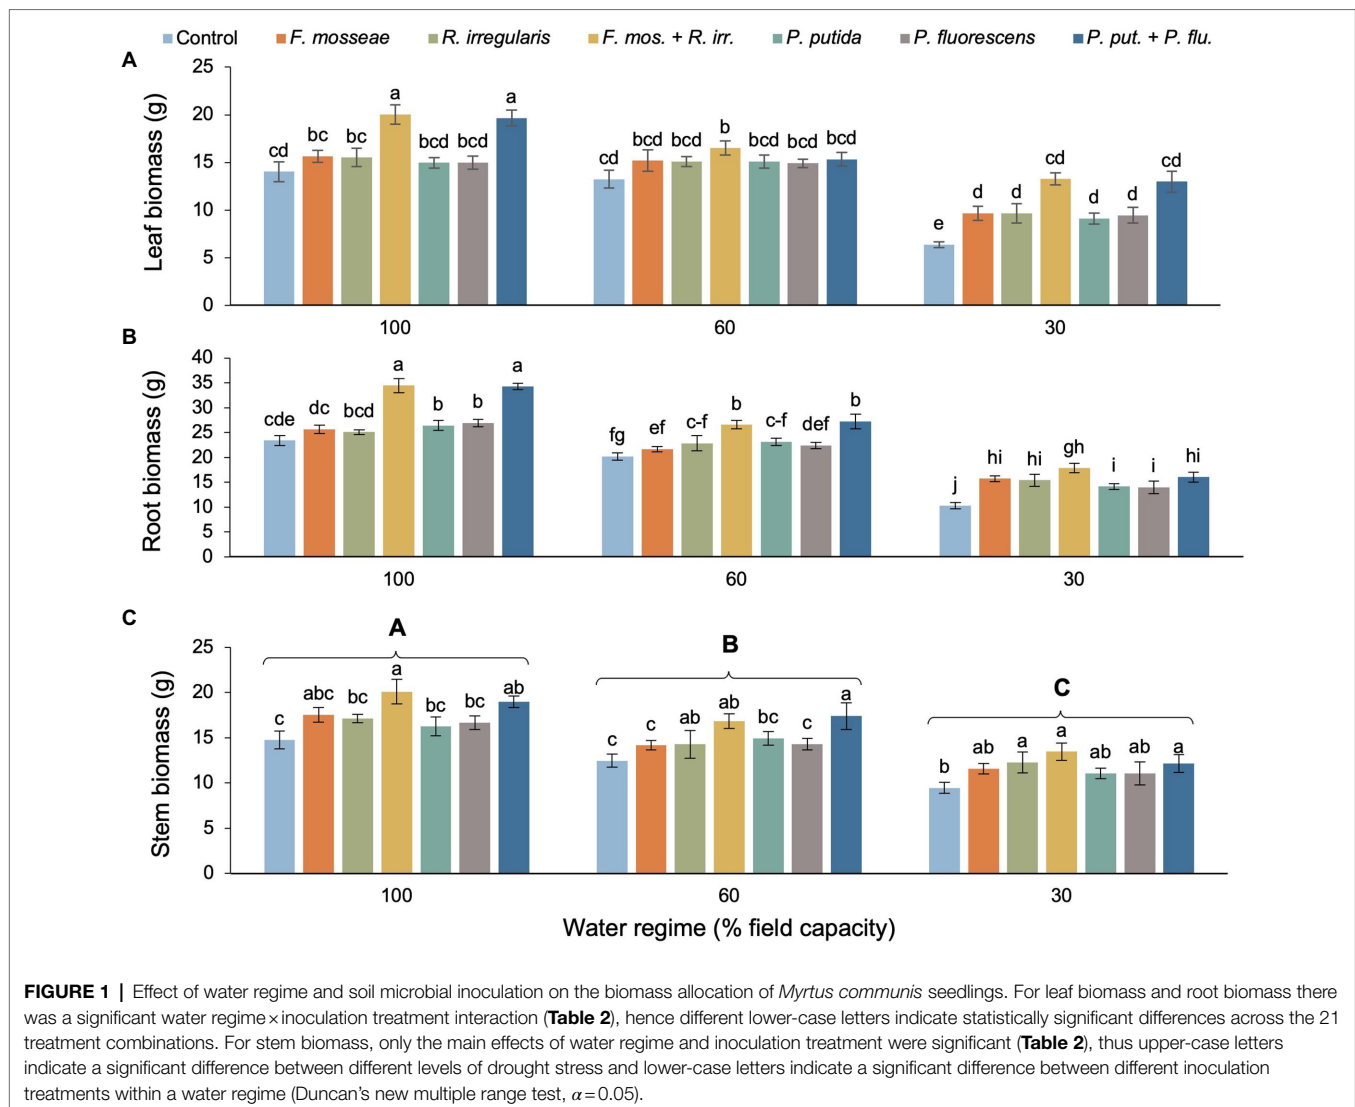 Control F. mosseae R. irregularis F. mos. + R. irr. P. putida P. fluorescens P. put. + P. flu.
A
Leaf biomass (g)
25
20
15
10
5
0
cd bc bc a bcd bcd a
cd bcd bcd b bcd bcd bcd
e d d cd d d cd
100 60 30
B
Root biomass (g)
40
35
30
25
20
15
10
5
0
cde dc bcd a b b a
fg ef c-f b c-f def b
j hi hi gh i i hi
100 60 30
C
Stem biomass (g)
25
20
15
10
5
0
A
c abc bc a bc bc ab
B
c c ab ab bc c a
C
b ab a a ab ab a
100 60 30
Water regime (% field capacity)
FIGURE 1 | Effect of water regime and soil microbial inoculation on the biomass allocation of Myrtus communis seedlings. For leaf biomass and root biomass there
was a significant water regime × inoculation treatment interaction (Table 2), hence different lower-case letters indicate statistically significant differences across the 21
treatment combinations. For stem biomass, only the main effects of water regime and inoculation treatment were significant (Table 2), thus upper-case letters
indicate a significant difference between different levels of drought stress and lower-case letters indicate a significant difference between different inoculation
treatments within a water regime (Duncan's new multiple range test, α = 0.05).